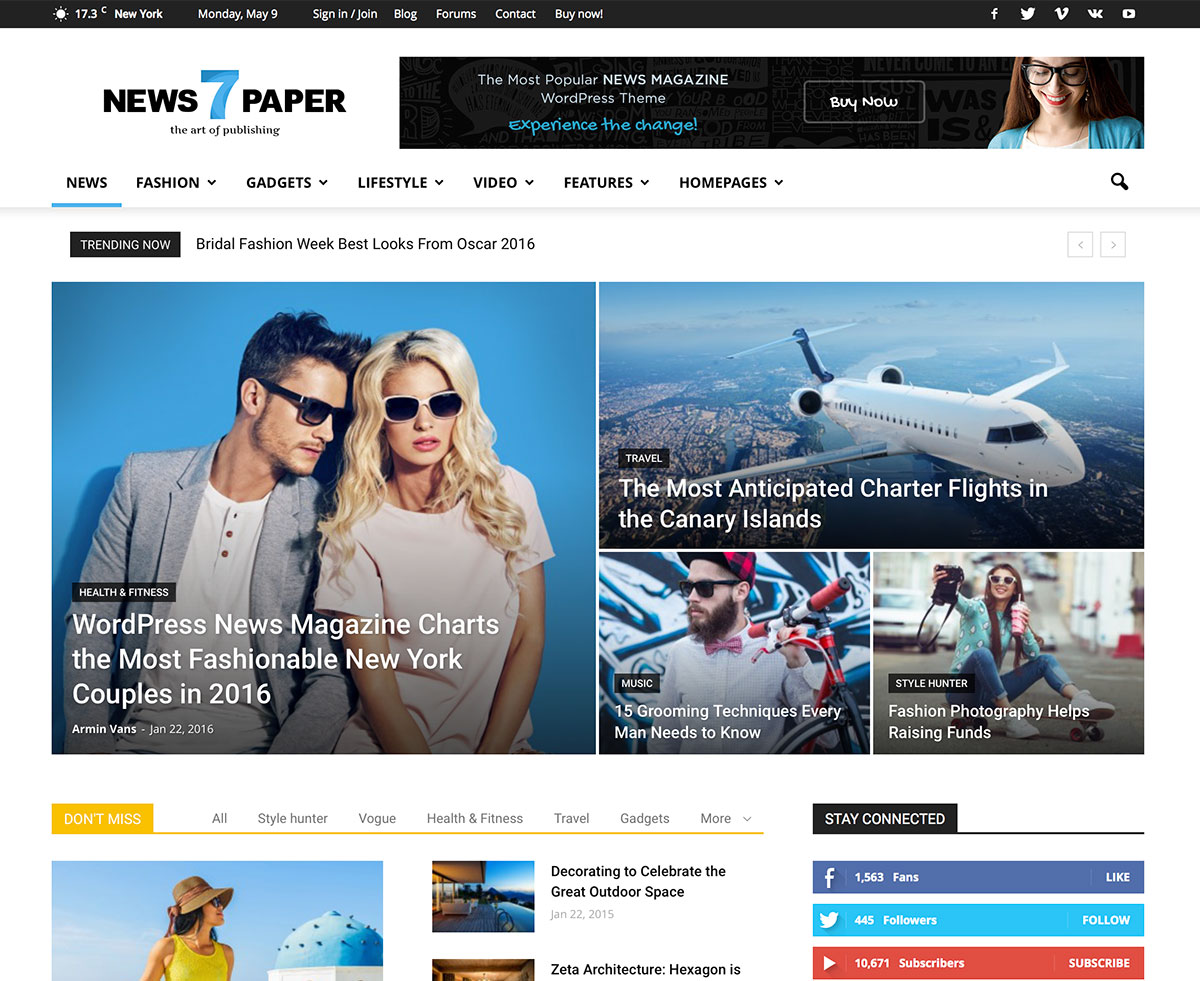 17.3 C New York Monday, May 9 Sign in / Join Blog Forums Contact Buy now!
NEWS 7 PAPER
the art of publishing
The Most Popular NEWS MAGAZINE
WordPress Theme
Experience the change!
Buy Now
NEWS FASHION GADGETS LIFESTYLE VIDEO FEATURES HOMEPAGES
TRENDING NOW Bridal Fashion Week Best Looks From Oscar 2016
HEALTH & FITNESS
WordPress News Magazine Charts
the Most Fashionable New York
Couples in 2016
Armin Vans - Jan 22, 2016
TRAVEL
The Most Anticipated Charter Flights in
the Canary Islands
MUSIC
15 Grooming Techniques Every
Man Needs to Know
STYLE HUNTER
Fashion Photography Helps
Raising Funds
DON'T MISS All Style hunter Vogue Health & Fitness Travel Gadgets More
Decorating to Celebrate the
Great Outdoor Space
Jan 22, 2015
Zeta Architecture: Hexagon is
STAY CONNECTED
1,563 Fans LIKE
445 Followers FOLLOW
10,671 Subscribers SUBSCRIBE